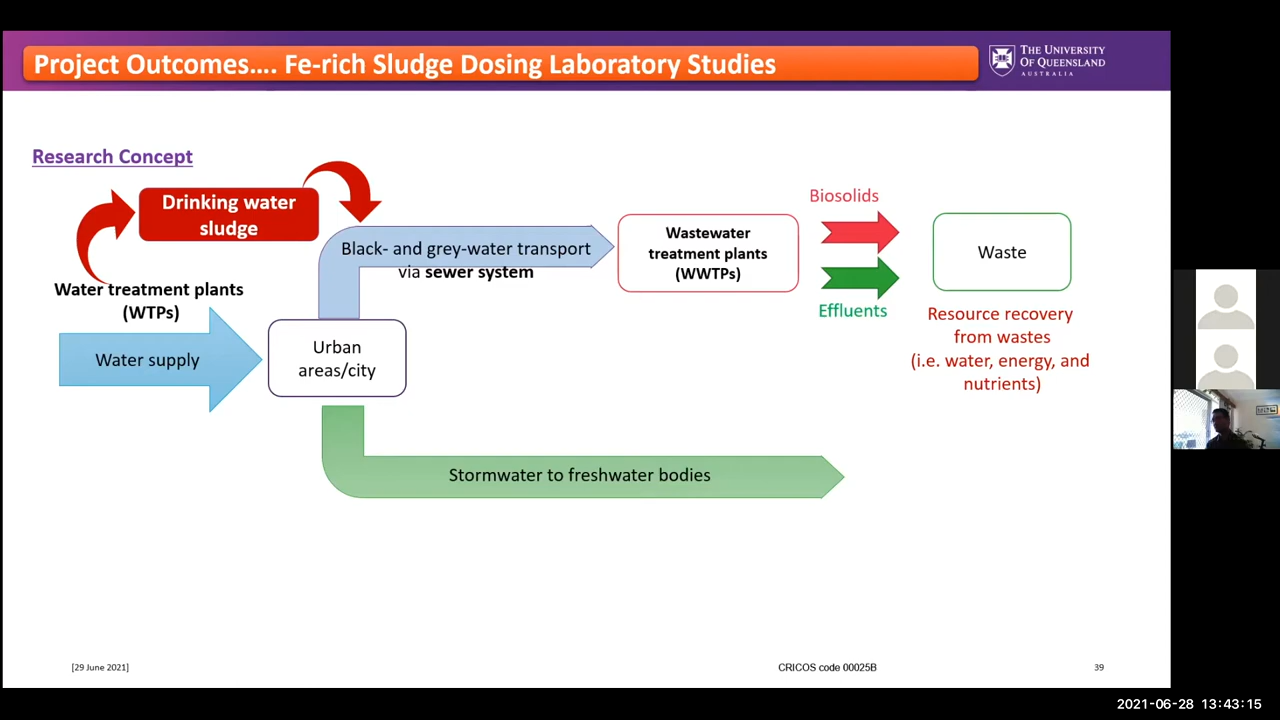 Project Outcomes…. Fe-rich Sludge Dosing Laboratory Studies
THE UNIVERSITY
OF QUEENSLAND
AUSTRALIA
Research Concept
Drinking water
sludge
Water treatment plants
(WTPs)
Water supply
Urban
areas/city
Black- and grey-water transport
via sewer system
Wastewater
treatment plants
(WWTPs)
Biosolids
Effluents
Waste
Resource recovery
from wastes
(i.e. water, energy, and
nutrients)
Stormwater to freshwater bodies
[29 June 2021]
CRICOS code 00025B
39
2021-06-28 13:43:15